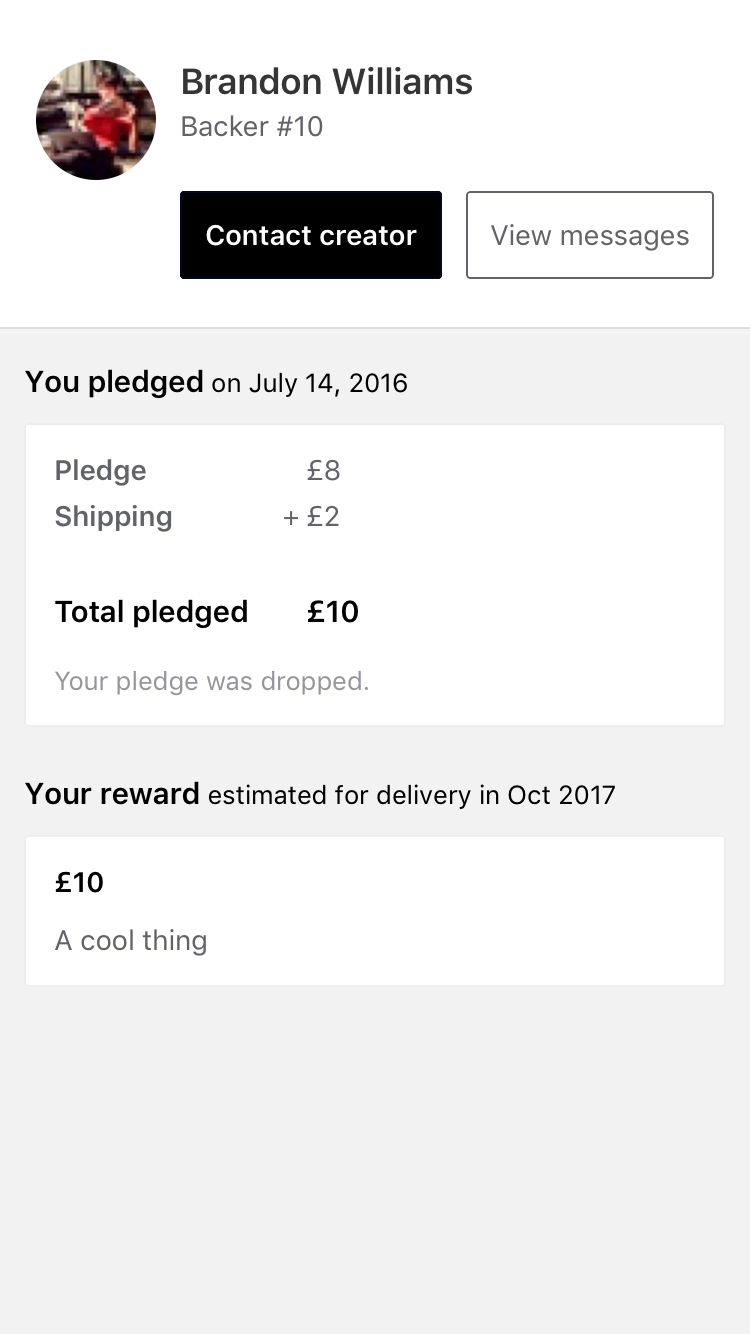 Brandon Williams
Backer #10
Contact creator View messages
You pledged on July 14, 2016
Pledge £8
Shipping + £2
Total pledged £10
Your pledge was dropped.
Your reward estimated for delivery in Oct 2017
£10
A cool thing